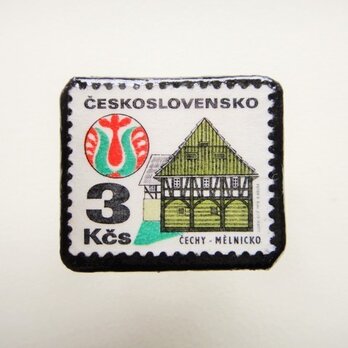 ČESKOSLOVENSKO
3
Kčs
ČECHY - MĚLNICKO